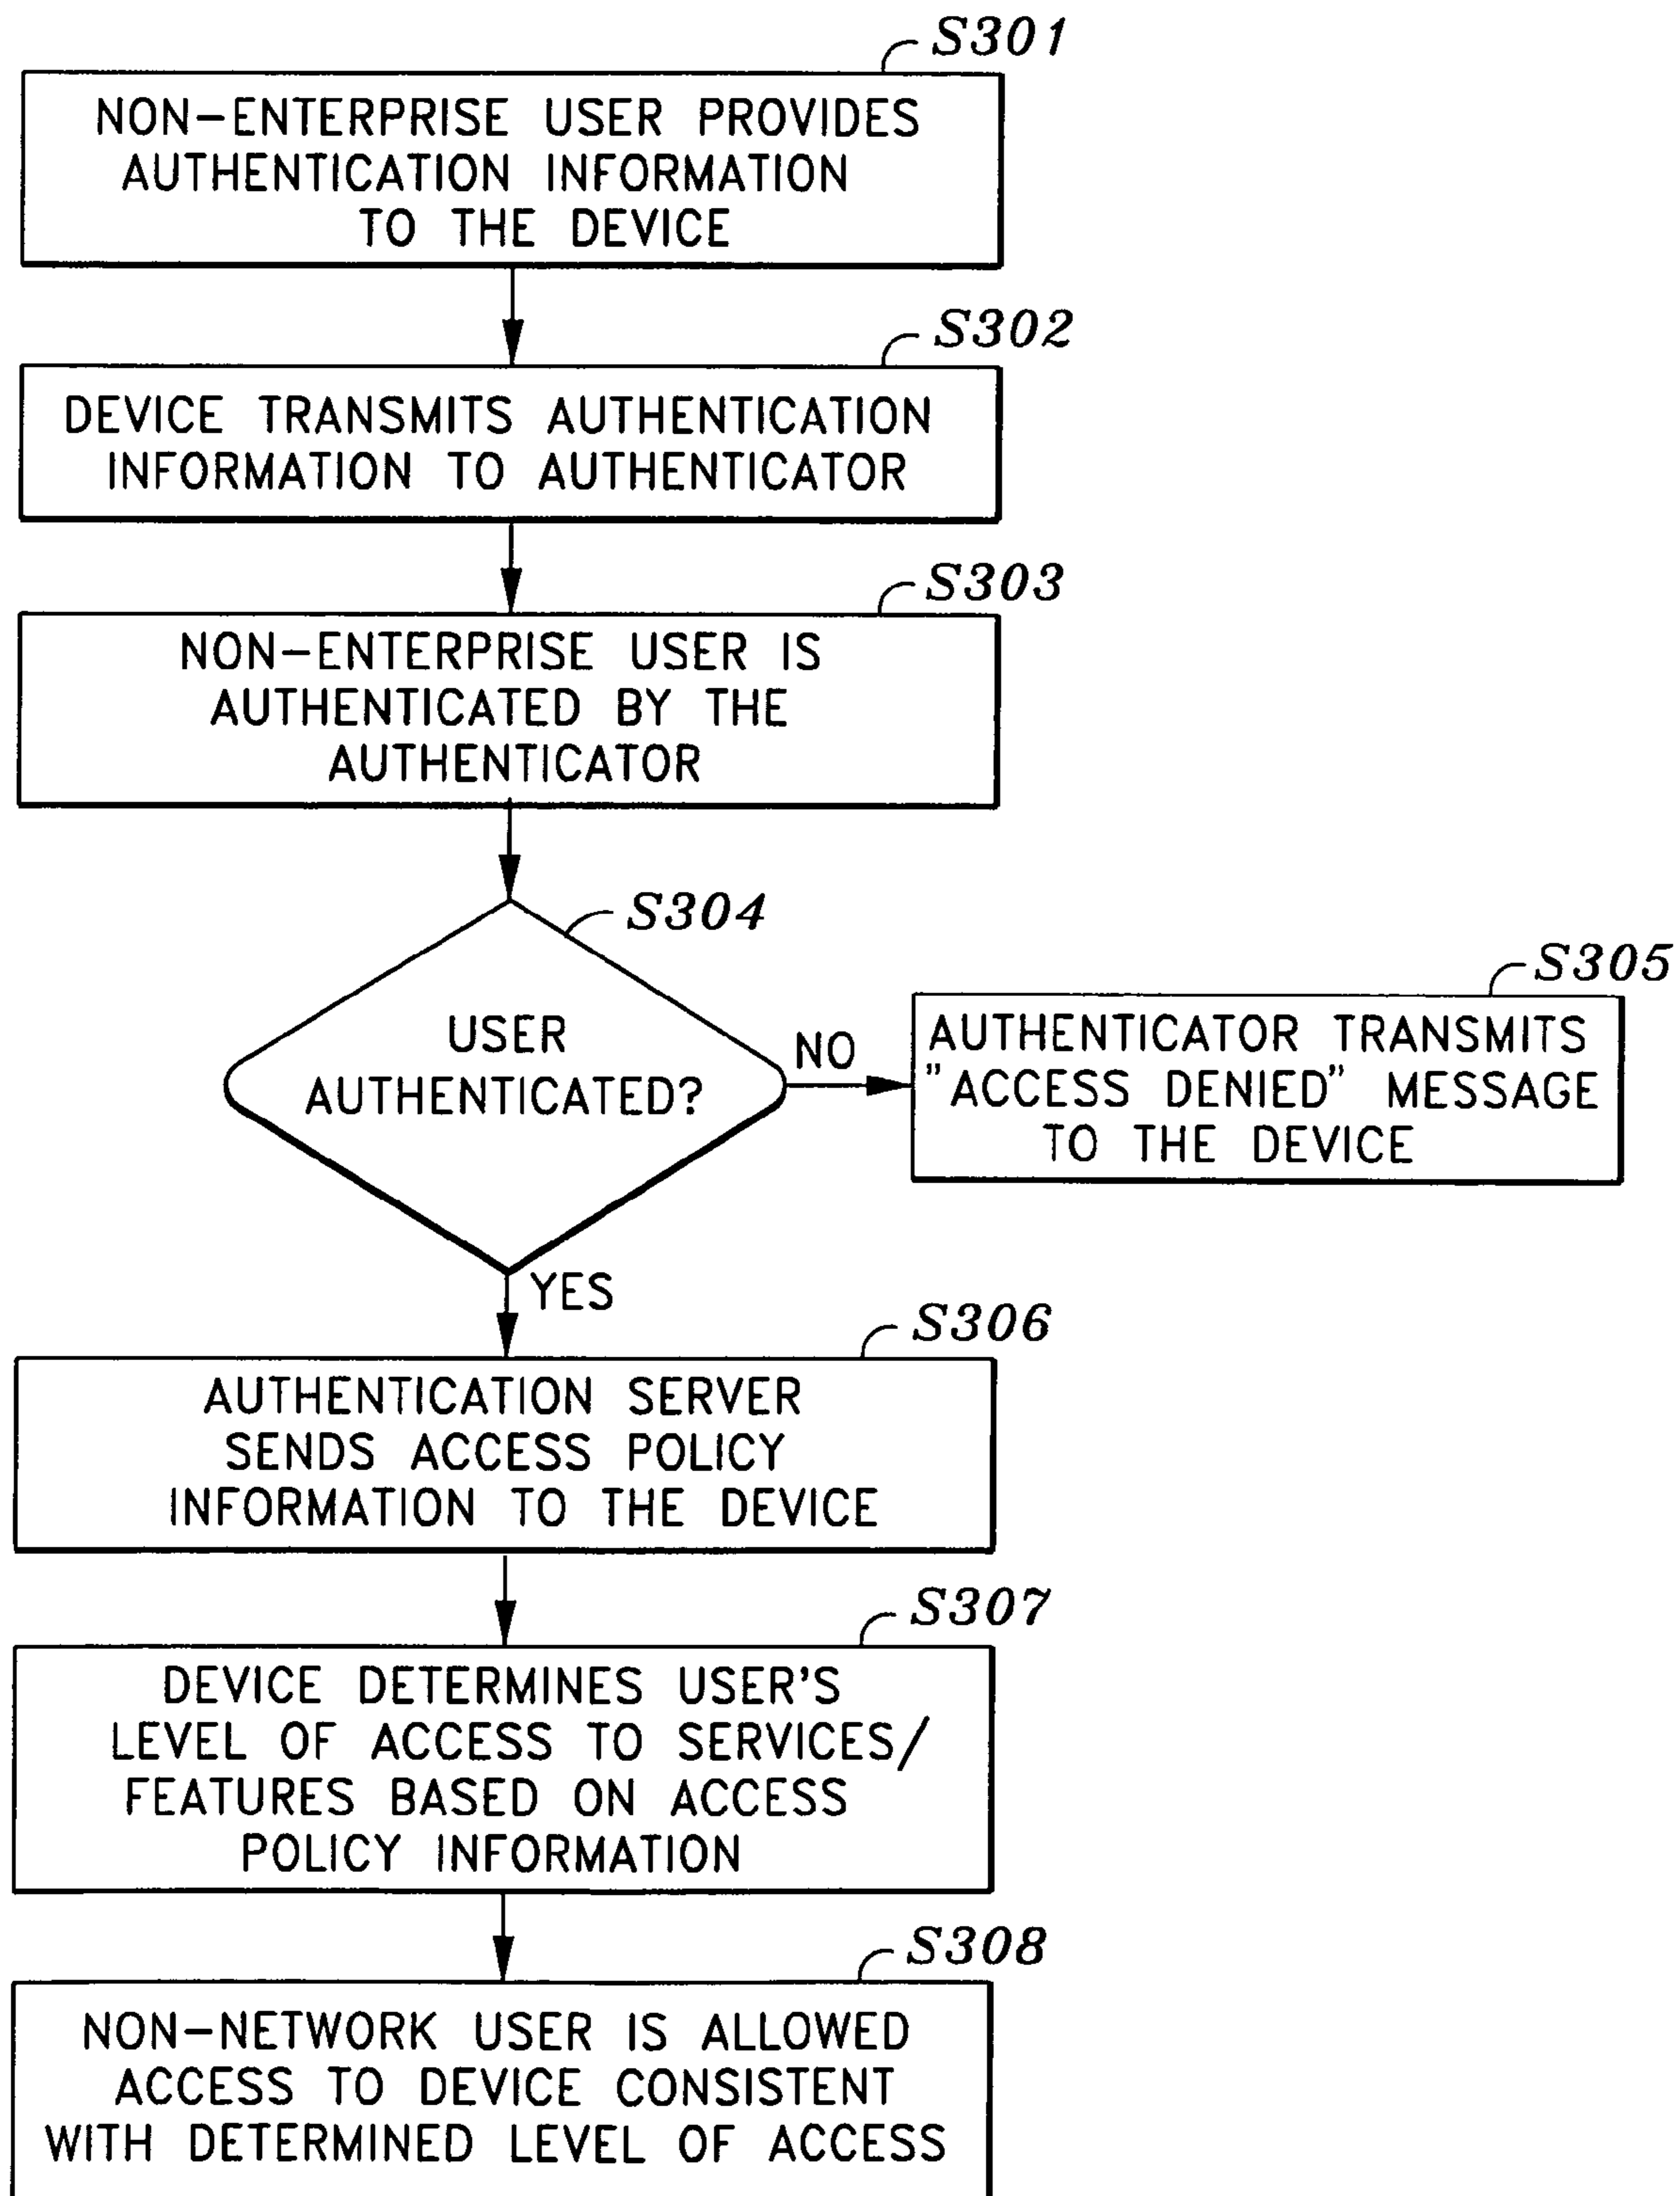 S301
NON-ENTERPRISE USER PROVIDES
AUTHENTICATION INFORMATION
TO THE DEVICE
S302
DEVICE TRANSMITS AUTHENTICATION
INFORMATION TO AUTHENTICATOR
S303
NON-ENTERPRISE USER IS
AUTHENTICATED BY THE
AUTHENTICATOR
S304
USER
AUTHENTICATED?
NO
S305
AUTHENTICATOR TRANSMITS
"ACCESS DENIED" MESSAGE
TO THE DEVICE
YES
S306
AUTHENTICATION SERVER
SENDS ACCESS POLICY
INFORMATION TO THE DEVICE
S307
DEVICE DETERMINES USER'S
LEVEL OF ACCESS TO SERVICES/
FEATURES BASED ON ACCESS
POLICY INFORMATION
S308
NON-NETWORK USER IS ALLOWED
ACCESS TO DEVICE CONSISTENT
WITH DETERMINED LEVEL OF ACCESS